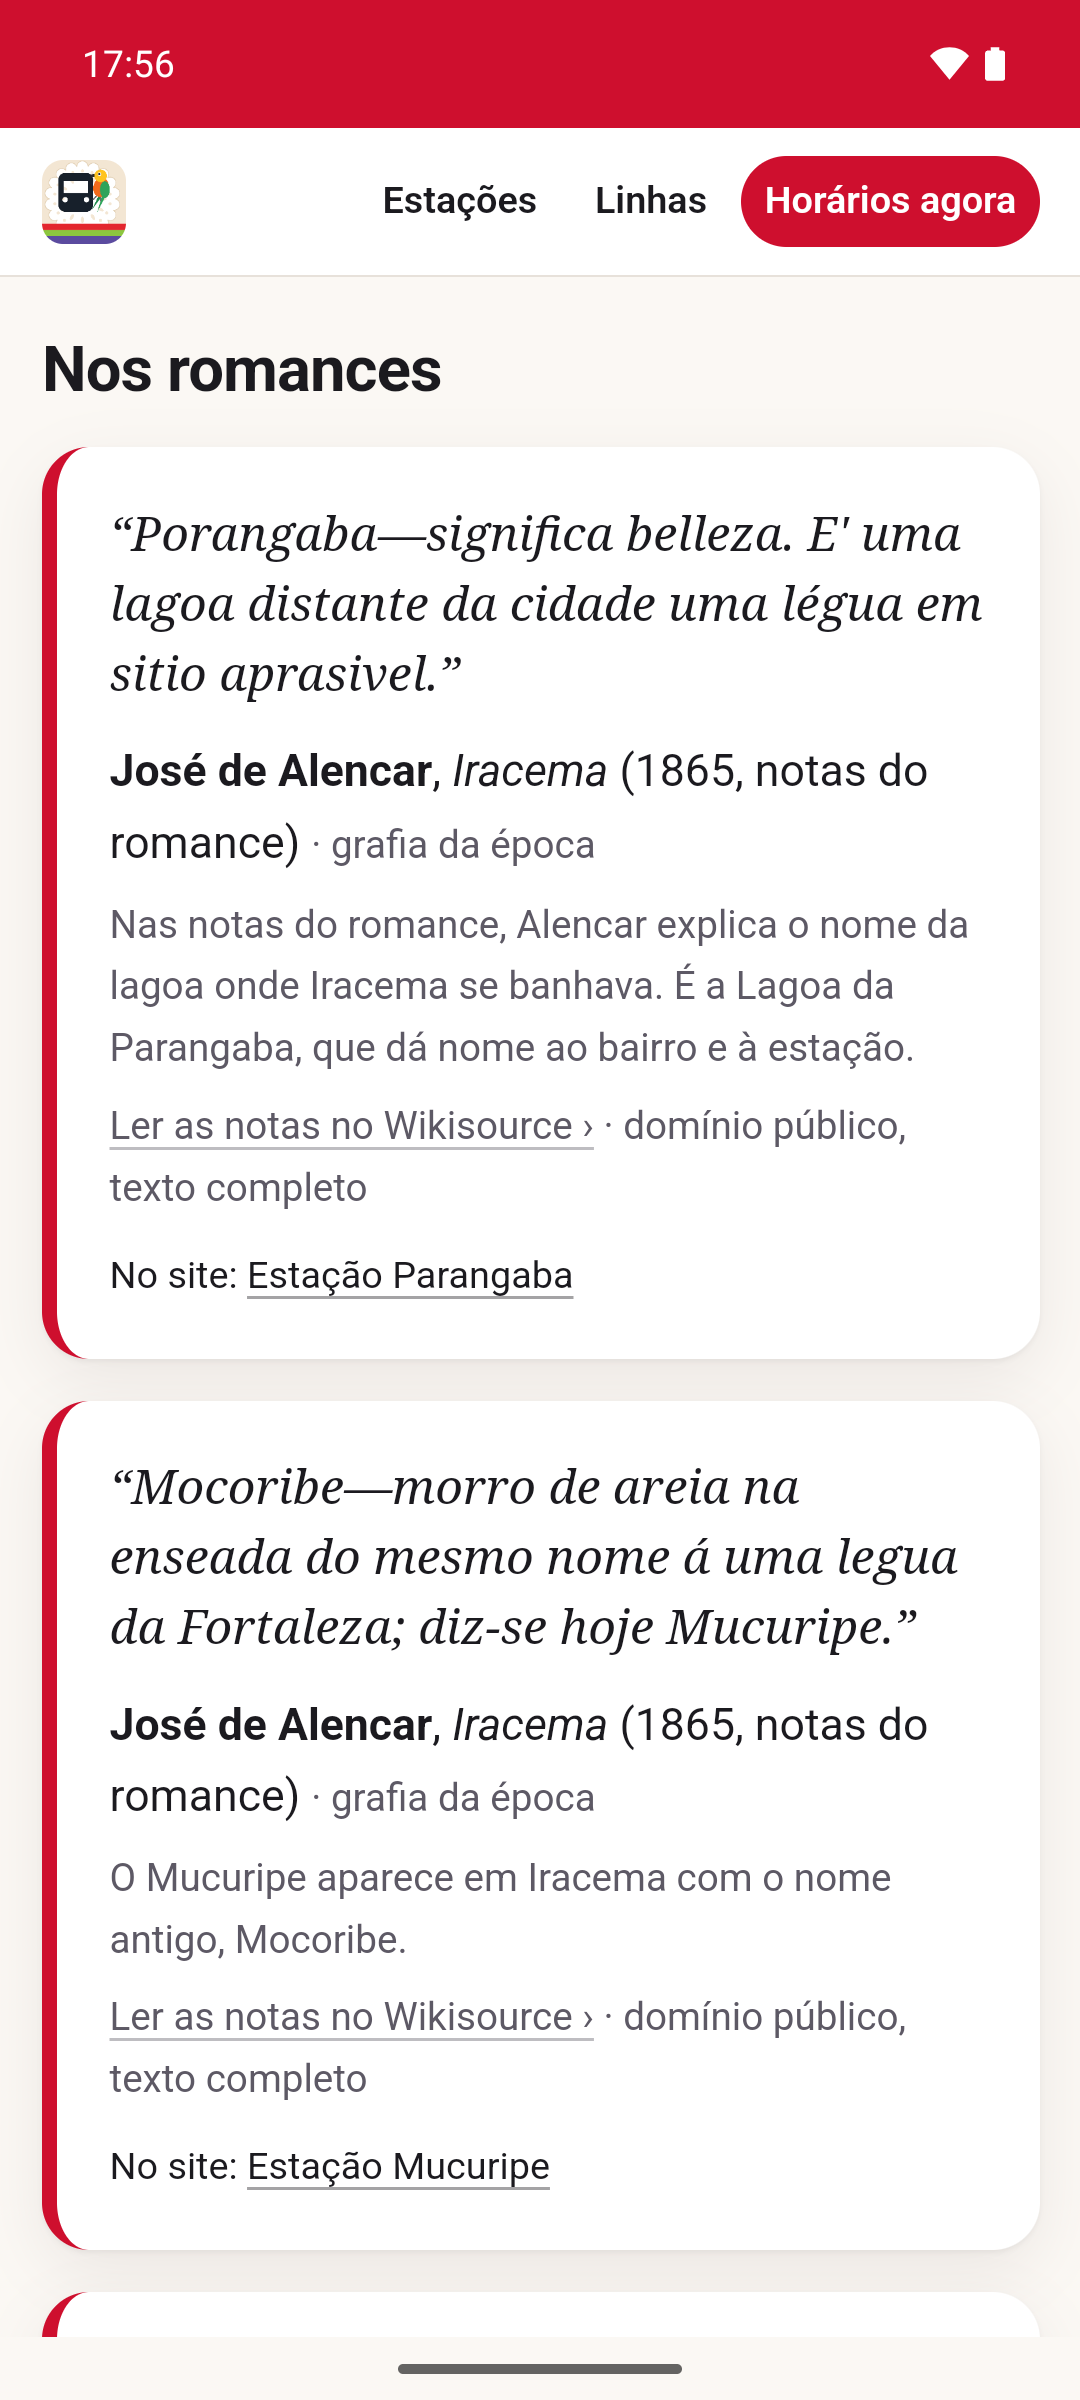 17:56
Estações Linhas Horários agora
Nos romances
“Porangaba—significa belleza. E' uma
lagoa distante da cidade uma légua em
sitio aprasivel.”
José de Alencar, Iracema (1865, notas do
romance) · grafia da época
Nas notas do romance, Alencar explica o nome da
lagoa onde Iracema se banhava. É a Lagoa da
Parangaba, que dá nome ao bairro e à estação.
Ler as notas no Wikisource › · domínio público,
texto completo
No site: Estação Parangaba
“Mocoribe—morro de areia na
enseada do mesmo nome á uma legua
da Fortaleza; diz-se hoje Mucuripe.”
José de Alencar, Iracema (1865, notas do
romance) · grafia da época
O Mucuripe aparece em Iracema com o nome
antigo, Mocoribe.
Ler as notas no Wikisource › · domínio público,
texto completo
No site: Estação Mucuripe